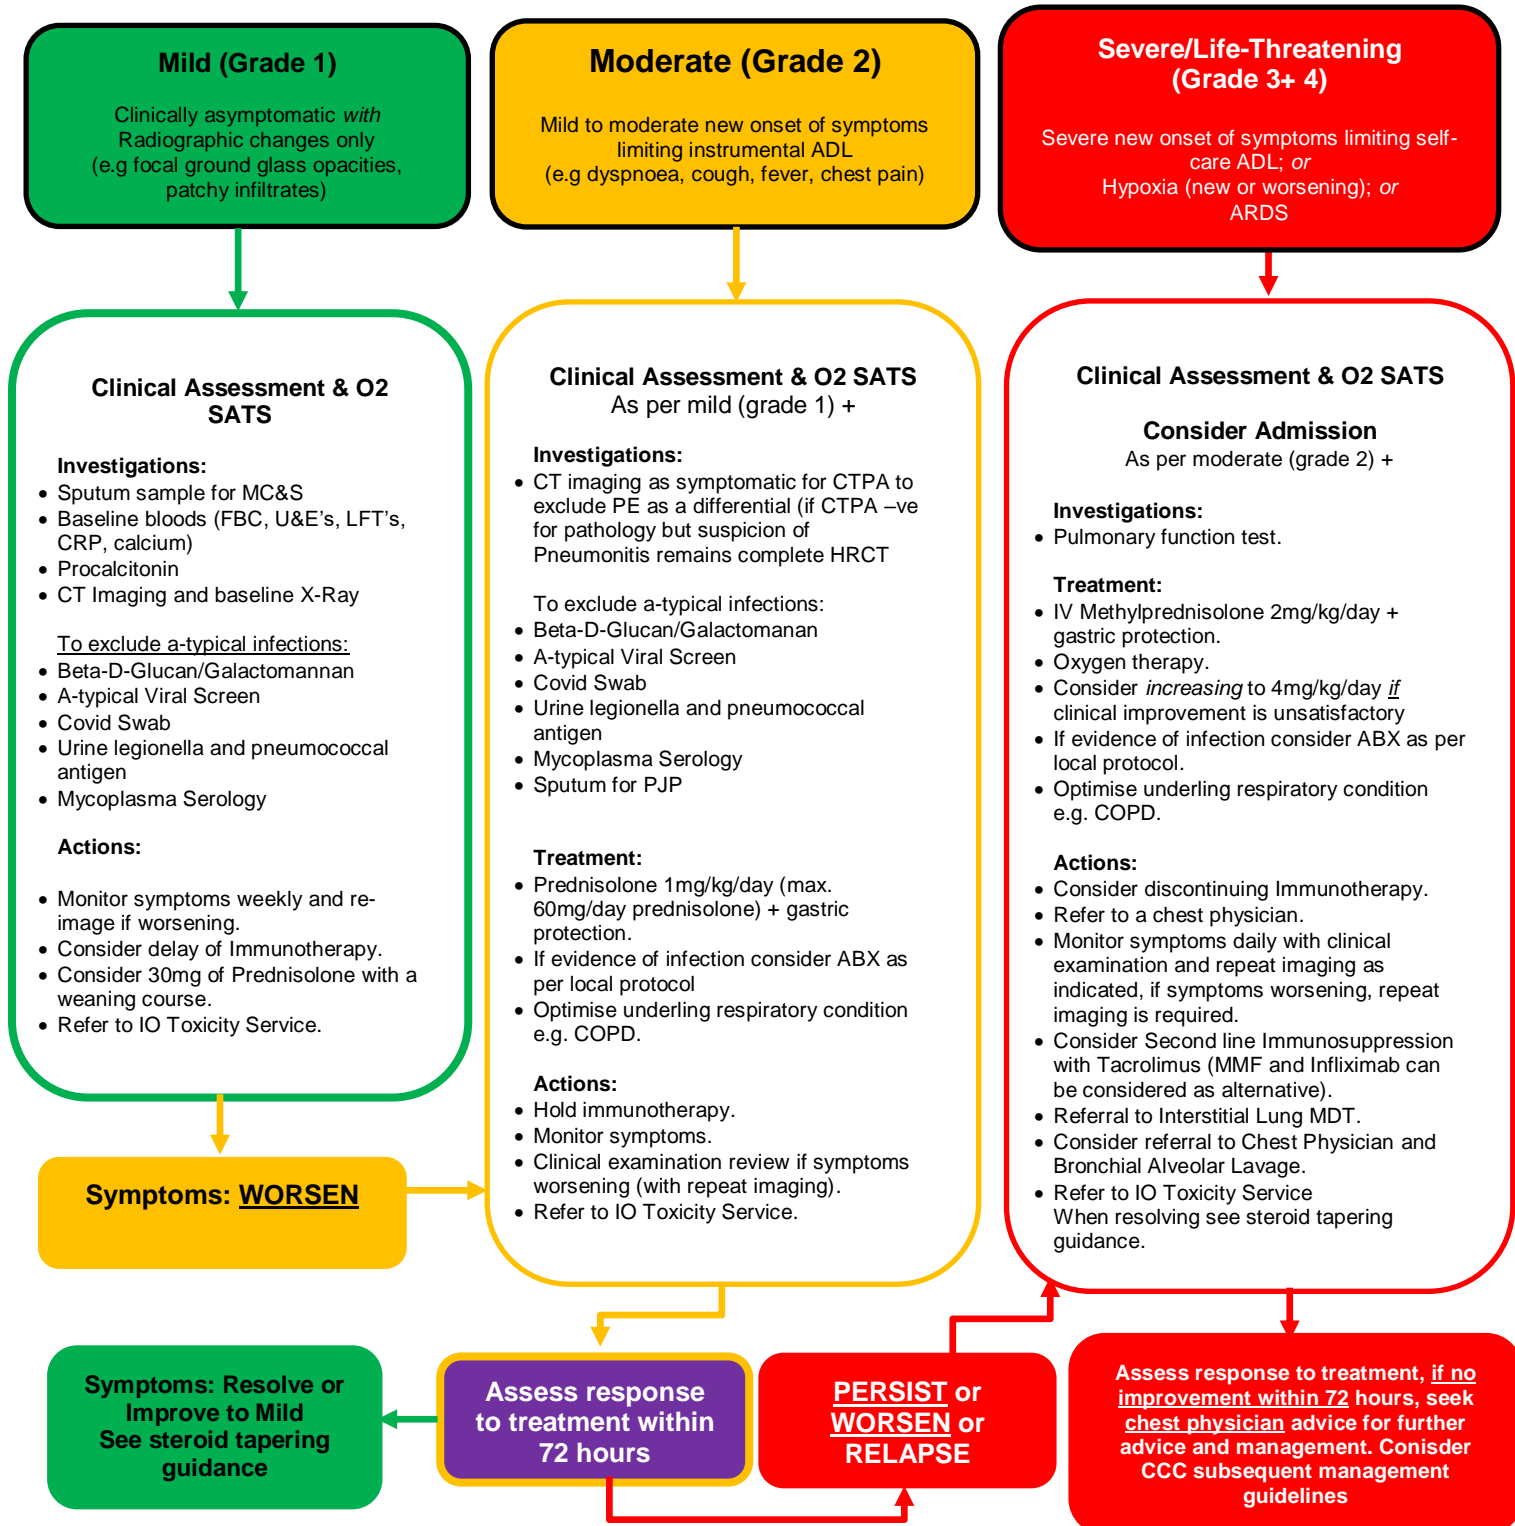 Mild (Grade 1)
Clinically asymptomatic with
Radiographic changes only
(e.g focal ground glass opacities,
patchy infiltrates)
Moderate (Grade 2)
Mild to moderate new onset of symptoms
limiting instrumental ADL
(e.g dyspnoea, cough, fever, chest pain)
Severe/Life-Threatening
(Grade 3+ 4)
Severe new onset of symptoms limiting self-
care ADL; or
Hypoxia (new or worsening); or
ARDS
Clinical Assessment & O2
SATS
Investigations:
• Sputum sample for MC&S
• Baseline bloods (FBC, U&E's, LFT's,
CRP, calcium)
• Procalcitonin
• CT Imaging and baseline X-Ray
To exclude a-typical infections:
• Beta-D-Glucan/Galactomannan
• A-typical Viral Screen
• Covid Swab
• Urine legionella and pneumococcal
antigen
• Mycoplasma Serology
Actions:
• Monitor symptoms weekly and re-
image if worsening.
• Consider delay of Immunotherapy.
• Consider 30mg of Prednisolone with a
weaning course.
• Refer to IO Toxicity Service.
Symptoms: WORSEN
Clinical Assessment & O2 SATS
As per mild (grade 1) +
Investigations:
• CT imaging as symptomatic for CTPA to
exclude PE as a differential (if CTPA –ve
for pathology but suspicion of
Pneumonitis remains complete HRCT
To exclude a-typical infections:
• Beta-D-Glucan/Galactomanan
• A-typical Viral Screen
• Covid Swab
• Urine legionella and pneumococcal
antigen
• Mycoplasma Serology
• Sputum for PJP
Treatment:
• Prednisolone 1mg/kg/day (max.
60mg/day prednisolone) + gastric
protection.
• If evidence of infection consider ABX as
per local protocol
• Optimise underling respiratory condition
e.g. COPD.
Actions:
• Hold immunotherapy.
• Monitor symptoms.
• Clinical examination review if symptoms
worsening (with repeat imaging).
• Refer to IO Toxicity Service.
Clinical Assessment & O2 SATS
Consider Admission
As per moderate (grade 2) +
Investigations:
• Pulmonary function test.
Treatment:
• IV Methylprednisolone 2mg/kg/day +
gastric protection.
• Oxygen therapy.
• Consider increasing to 4mg/kg/day if
clinical improvement is unsatisfactory
• If evidence of infection consider ABX as per
local protocol.
• Optimise underling respiratory condition
e.g. COPD.
Actions:
• Consider discontinuing Immunotherapy.
• Refer to a chest physician.
• Monitor symptoms daily with clinical
examination and repeat imaging as
indicated, if symptoms worsening, repeat
imaging is required.
• Consider Second line Immunosuppression
with Tacrolimus (MMF and Infliximab can
be considered as alternative).
• Referral to Interstitial Lung MDT.
• Consider referral to Chest Physician and
Bronchial Alveolar Lavage.
• Refer to IO Toxicity Service
When resolving see steroid tapering
guidance.
Symptoms: Resolve or
Improve to Mild
See steroid tapering
guidance
Assess response
to treatment within
72 hours
PERSIST or
WORSEN or
RELAPSE
Assess response to treatment, if no
improvement within 72 hours, seek
chest physician advice for further
advice and management. Conisder
CCC subsequent management
guidelines